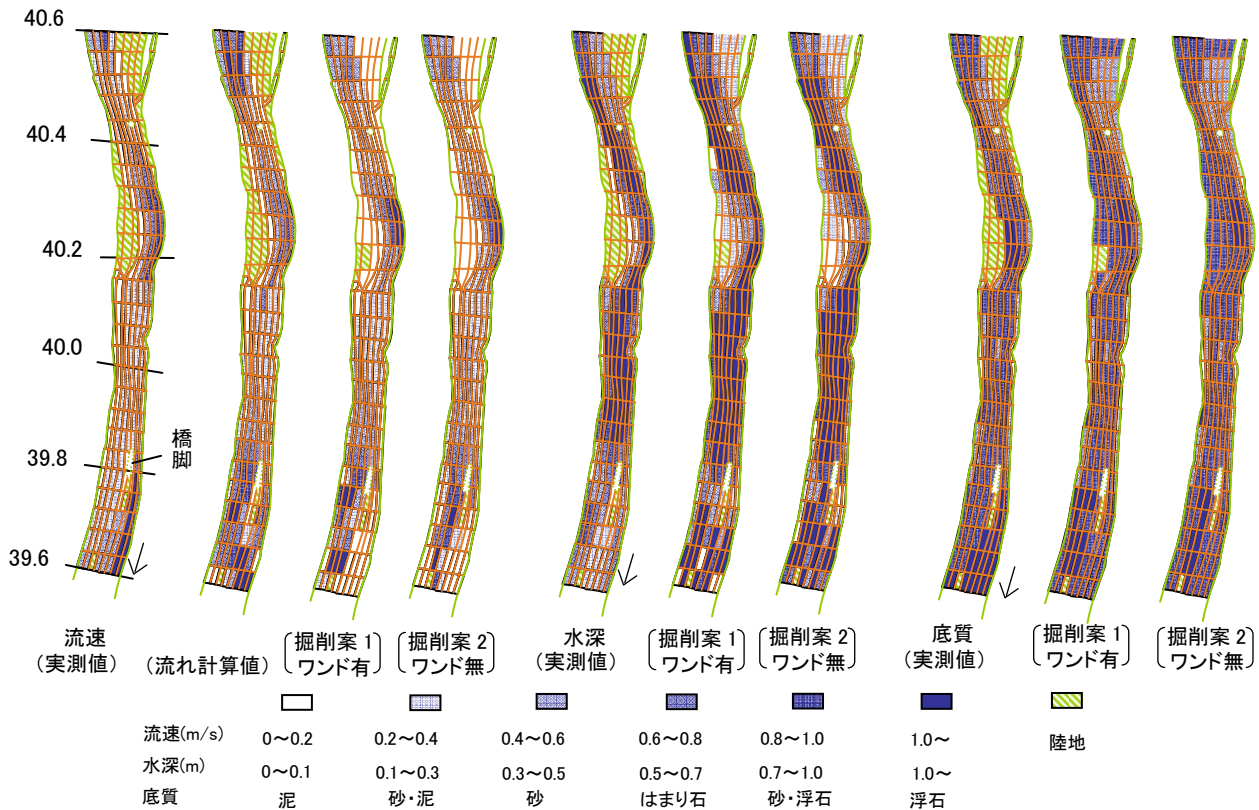 40.6
40.4
40.2
40.0
39.8
39.6
橋脚
流速
(実測値)
(流れ計算値)
掘削案 1
ワンド有
掘削案 2
ワンド無
水深
(実測値)
掘削案 1
ワンド有
掘削案 2
ワンド無
底質
(実測値)
掘削案 1
ワンド有
掘削案 2
ワンド無
流速(m/s) 0~0.2 0.2~0.4 0.4~0.6 0.6~0.8 0.8~1.0 1.0~ 陸地
水深(m) 0~0.1 0.1~0.3 0.3~0.5 0.5~0.7 0.7~1.0 1.0~
底質 泥 砂・泥 砂 はまり石 砂・浮石 浮石